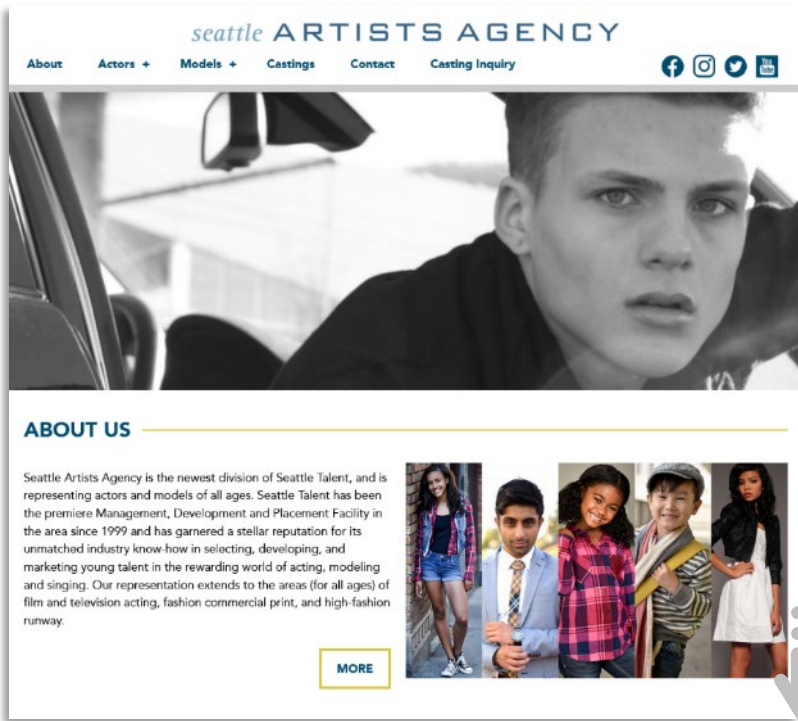 seattle ARTISTS AGENCY
About Actors + Models + Castings Contact Casting Inquiry
You Tube
ABOUT US
Seattle Artists Agency is the newest division of Seattle Talent, and is
representing actors and models of all ages. Seattle Talent has been
the premiere Management, Development and Placement Facility in
the area since 1999 and has garnered a stellar reputation for its
unmatched industry know-how in selecting, developing, and
marketing young talent in the rewarding world of acting, modeling
and singing. Our representation extends to the areas (for all ages) of
film and television acting, fashion commercial print, and high-fashion
runway.
MORE